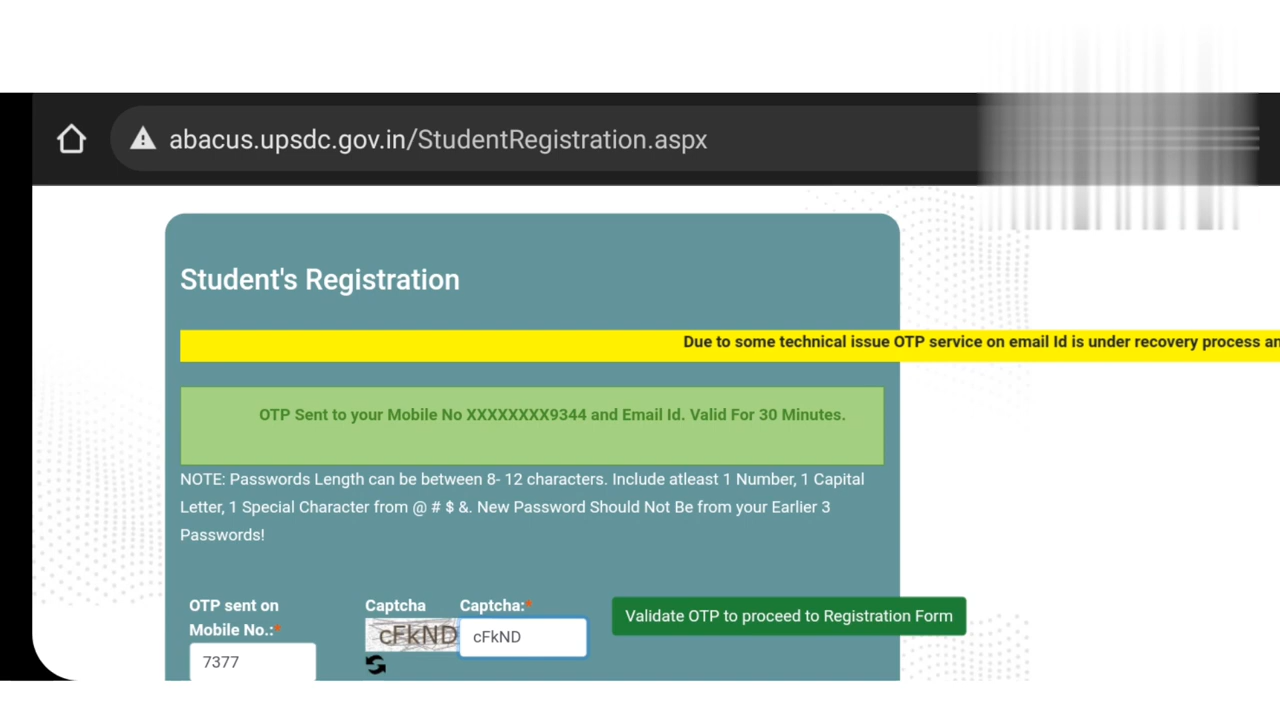 abacus.upsdc.gov.in/StudentRegistration.aspx
Student's Registration
Due to some technical issue OTP service on email Id is under recovery process an
OTP Sent to your Mobile No XXXXXXXX9344 and Email Id. Valid For 30 Minutes.
NOTE: Passwords Length can be between 8- 12 characters. Include atleast 1 Number, 1 Capital
Letter, 1 Special Character from @ # $ &. New Password Should Not Be from your Earlier 3
Passwords!
OTP sent on
Mobile No.:*
7377
Captcha
cFkND
Captcha:*
cFkND
Validate OTP to proceed to Registration Form